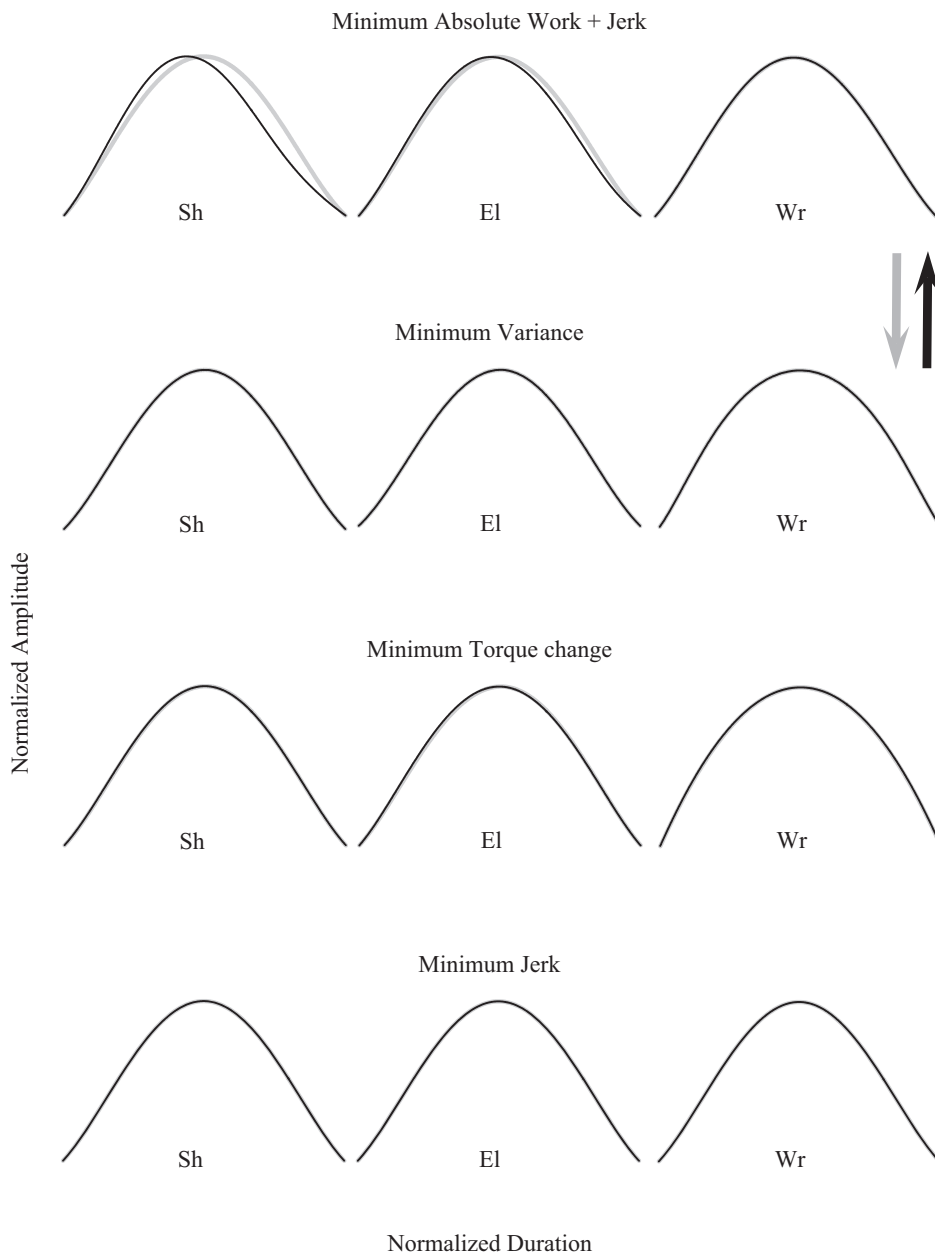 Minimum Absolute Work + Jerk
Sh El Wr
Minimum Variance
Sh El Wr
Normalized Amplitude
Minimum Torque change
Sh El Wr
Minimum Jerk
Sh El Wr
Normalized Duration